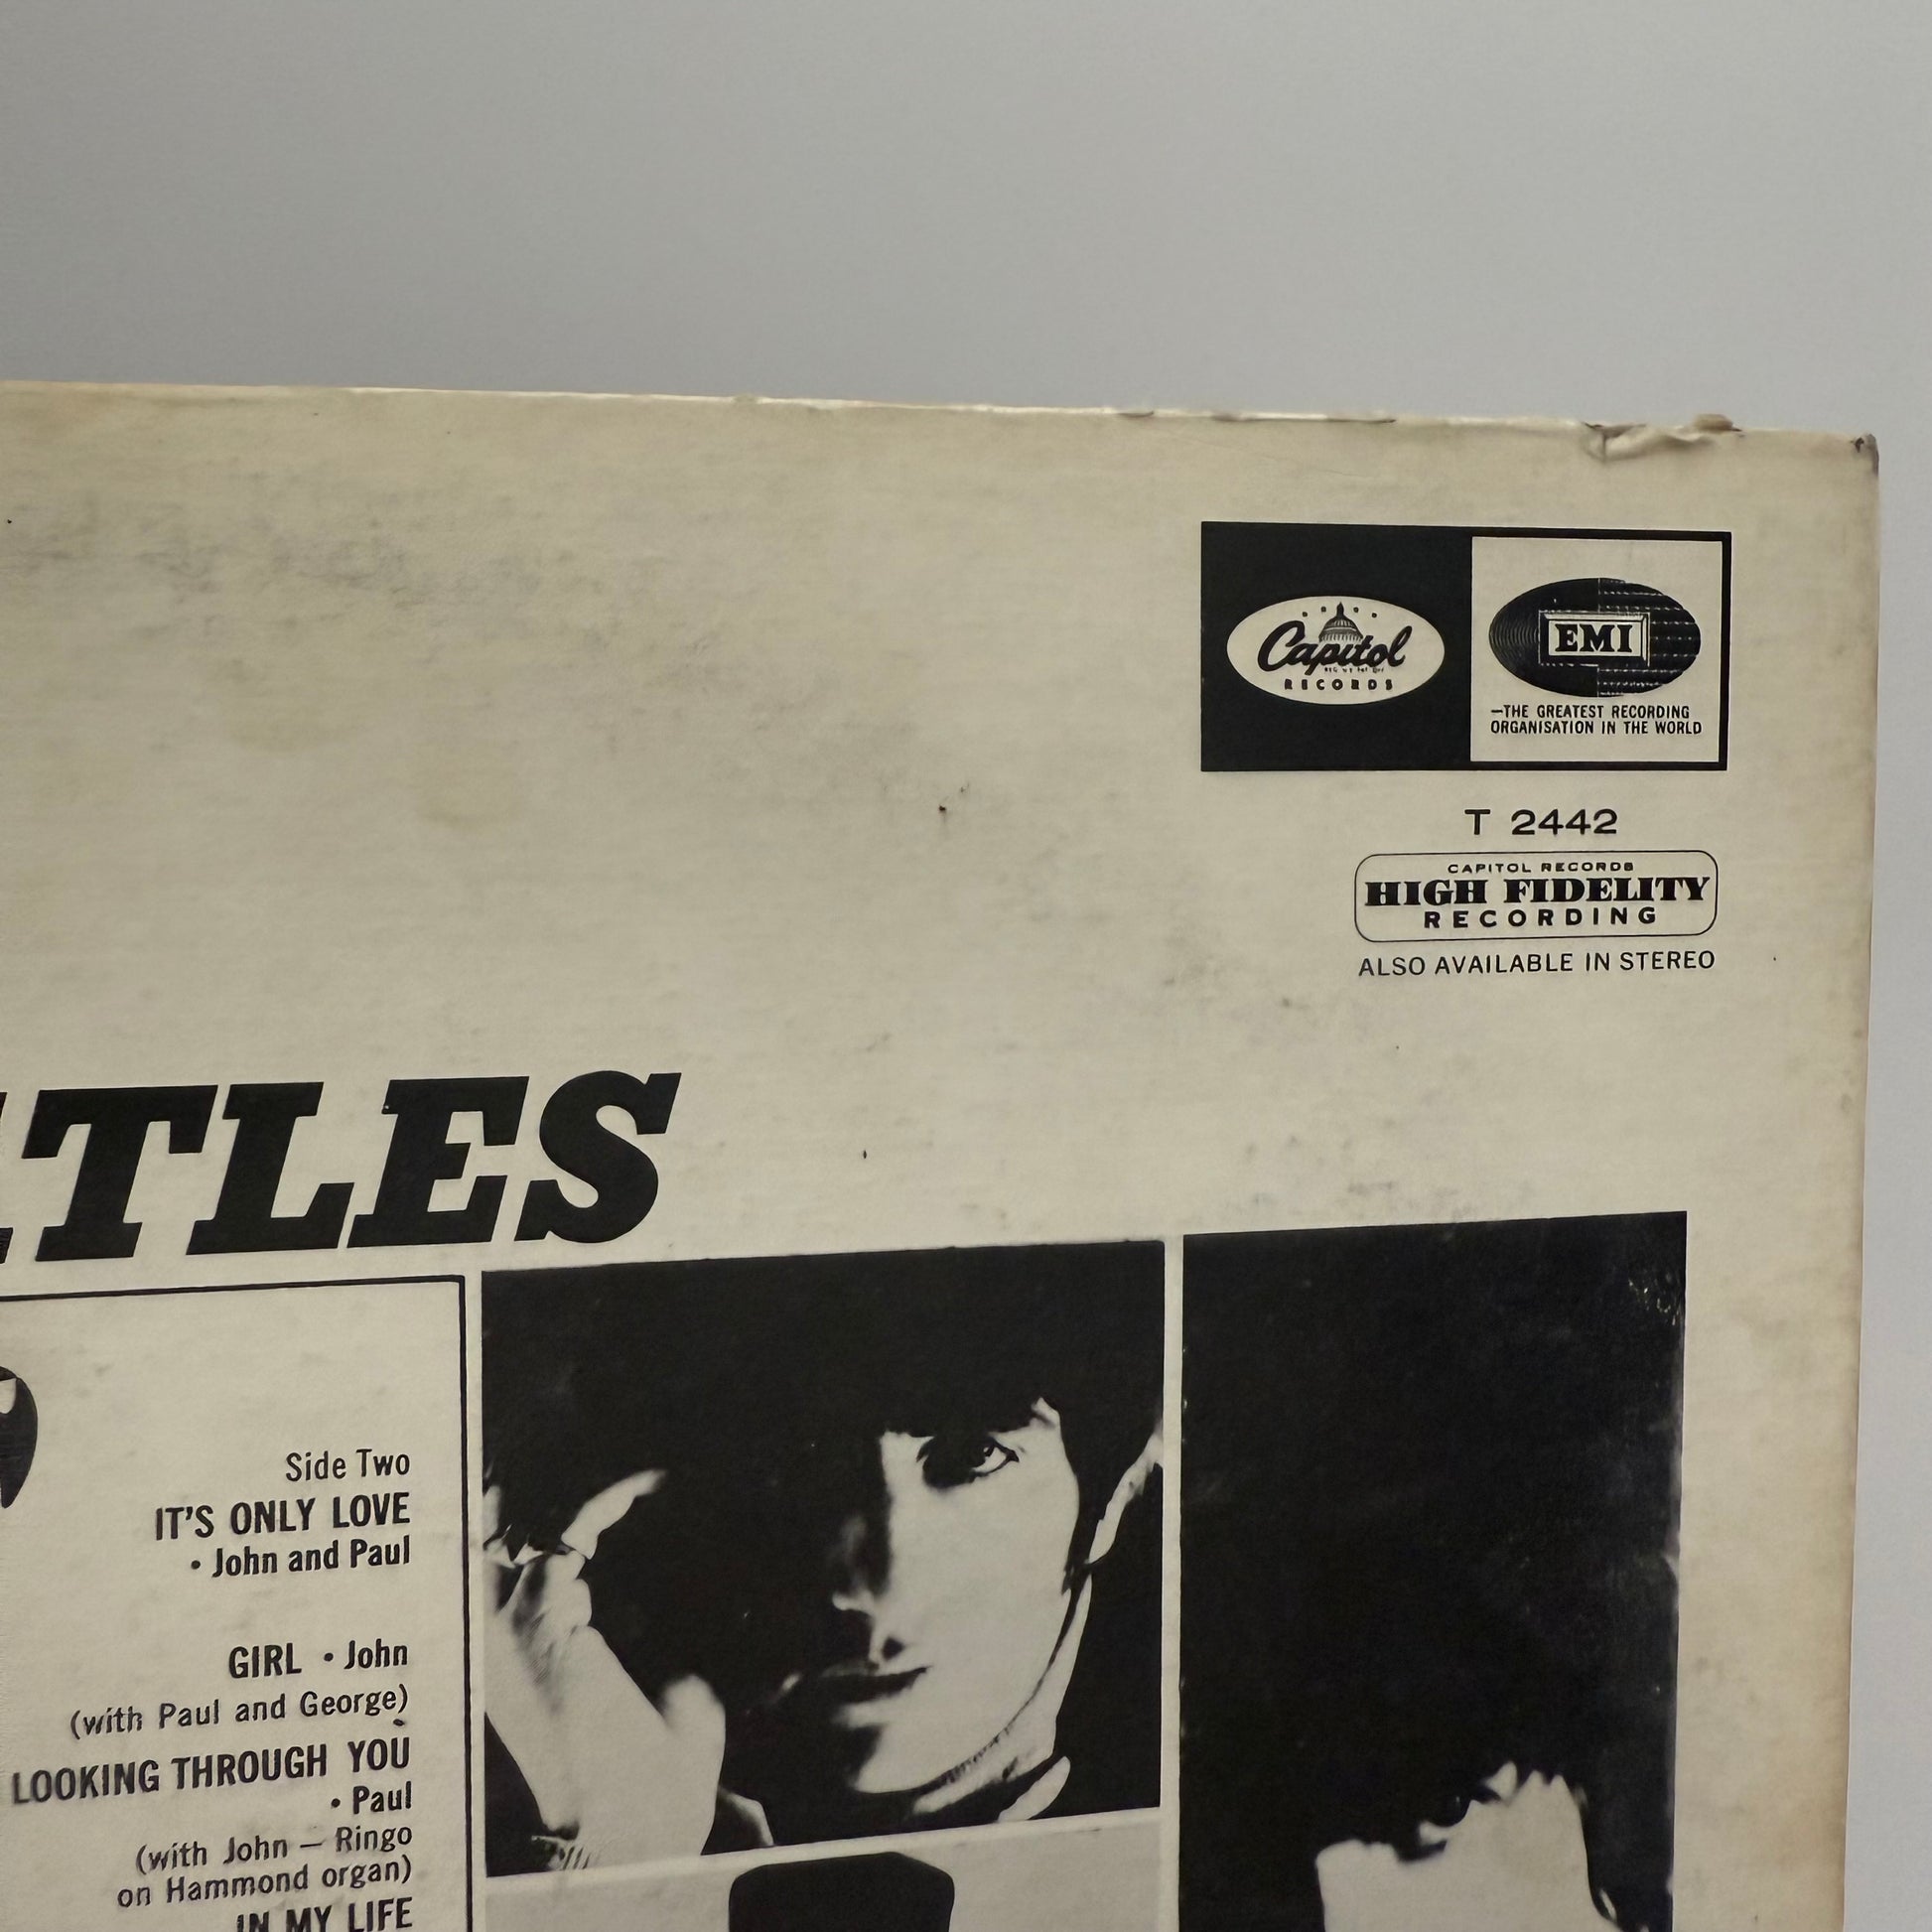 Capitol
RECORDS
EMI
—THE GREATEST RECORDING
ORGANISATION IN THE WORLD
T 2442
CAPITOL RECORDS
HIGH FIDELITY
RECORDING
ALSO AVAILABLE IN STEREO
TLES
Side Two
IT'S ONLY LOVE
• John and Paul
GIRL • John
(with Paul and George)
LOOKING THROUGH YOU
• Paul
(with John — Ringo
on Hammond organ)
IN MY LIFE